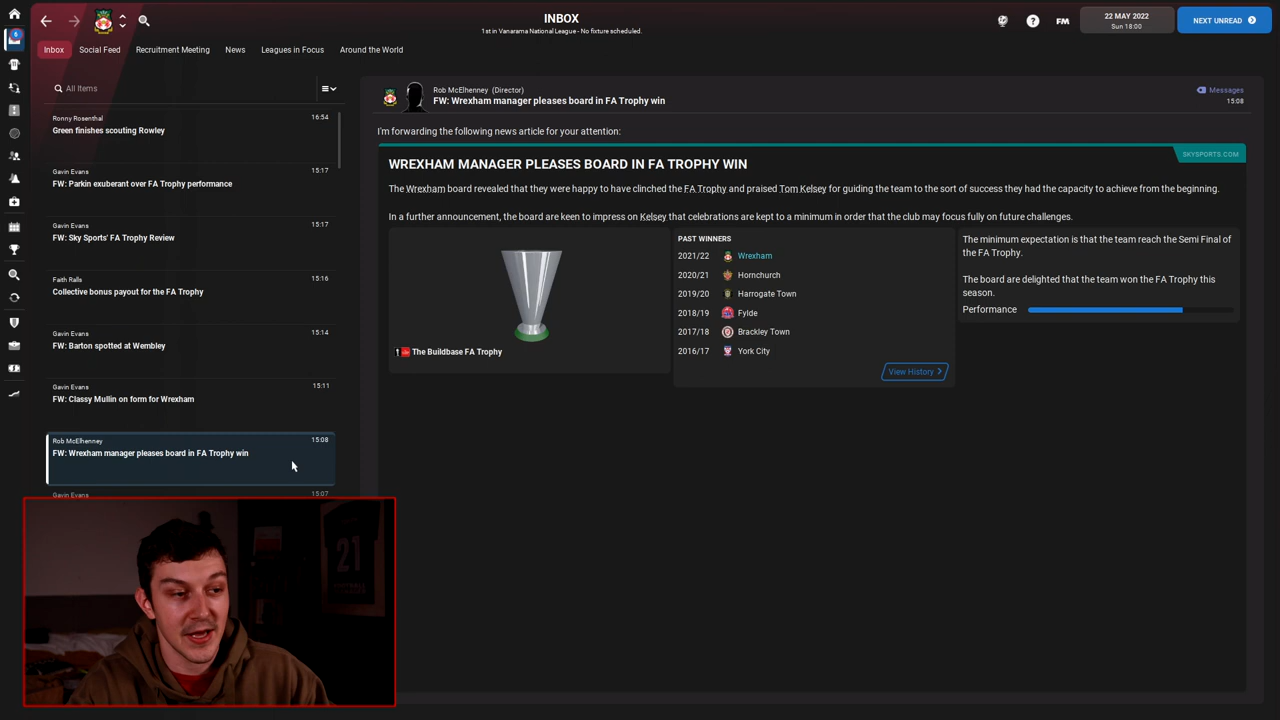 INBOX
1st in Vanarama National League - No fixture scheduled.
FM
22 MAY 2022
Sun 18:00
NEXT UNREAD
6
Inbox
Social Feed
Recruitment Meeting
News
Leagues in Focus
Around the World
All Items
Ronny Rosenthal
16:54
Green finishes scouting Rowley
Gavin Evans
15:17
FW: Parkin exuberant over FA Trophy performance
Gavin Evans
15:17
FW: Sky Sports' FA Trophy Review
Faith Ralls
15:16
Collective bonus payout for the FA Trophy
Gavin Evans
15:14
FW: Barton spotted at Wembley
Gavin Evans
15:11
FW: Classy Mullin on form for Wrexham
Rob McElhenney
15:08
FW: Wrexham manager pleases board in FA Trophy win
Gavin Evans
15:07
Rob McElhenney (Director)
FW: Wrexham manager pleases board in FA Trophy win
Messages
15:08
I'm forwarding the following news article for your attention:
WREXHAM MANAGER PLEASES BOARD IN FA TROPHY WIN
SKYSPORTS.COM
The Wrexham board revealed that they were happy to have clinched the FA Trophy and praised Tom Kelsey for guiding the team to the sort of success they had the capacity to achieve from the beginning.
In a further announcement, the board are keen to impress on Kelsey that celebrations are kept to a minimum in order that the club may focus fully on future challenges.
The Buildbase FA Trophy
PAST WINNERS
2021/22 Wrexham
2020/21 Hornchurch
2019/20 Harrogate Town
2018/19 Fylde
2017/18 Brackley Town
2016/17 York City
View History
The minimum expectation is that the team reach the Semi Final of
the FA Trophy.
The board are delighted that the team won the FA Trophy this
season.
Performance
21